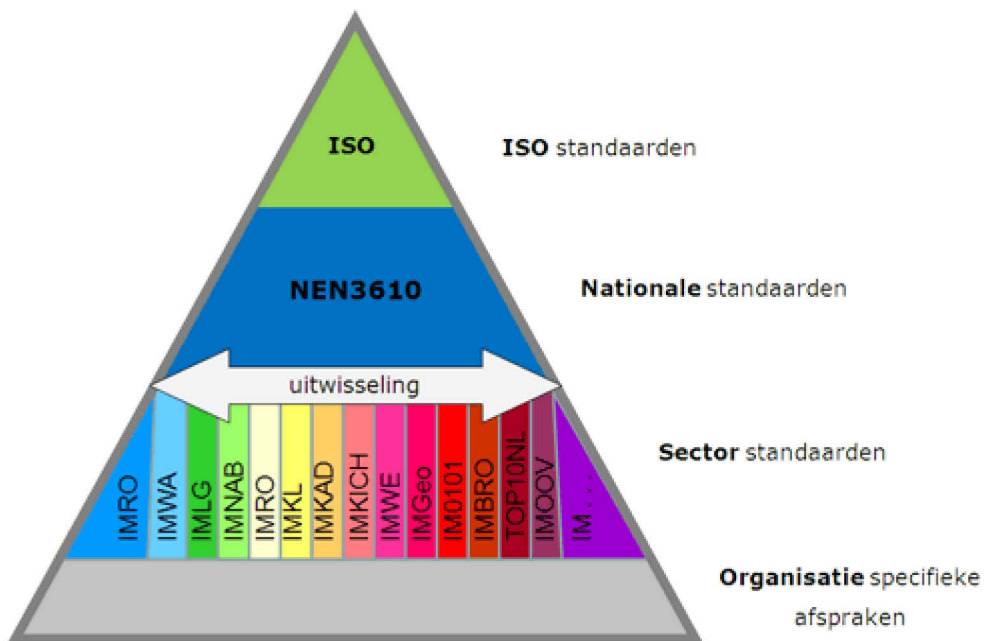 ISO
ISO standaarden
NEN3610
Nationale standaarden
uitwisseling
IMRO
IMWA
IMLG
IMNAB
IMRO
IMKL
IMKAD
IMKICH
IMWE
IMGeo
IM0101
IMBRO
TOP10NL
IMOOV
IM....
Sector standaarden
Organisatie specifieke
afspraken